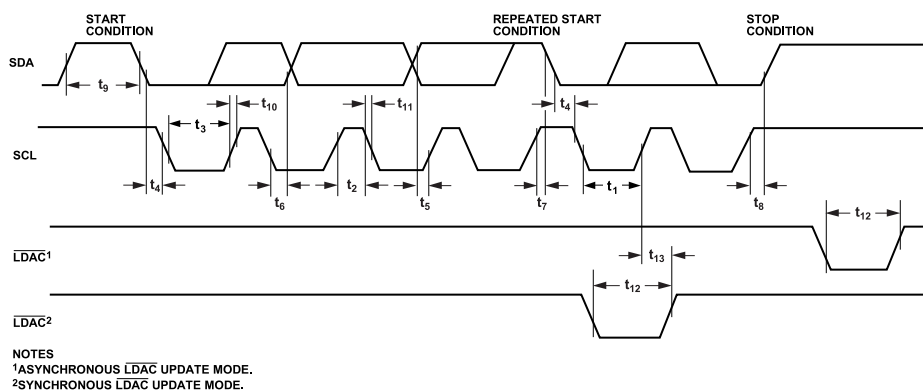 START
CONDITION
REPEATED START
CONDITION
STOP
CONDITION
SDA
t9
t10
t11
t4
t3
SCL
t4
t6
t2
t5
t7
t1
t8
t12
LDAC1
t13
t12
LDAC2
NOTES
1ASYNCHRONOUS LDAC UPDATE MODE.
2SYNCHRONOUS LDAC UPDATE MODE.